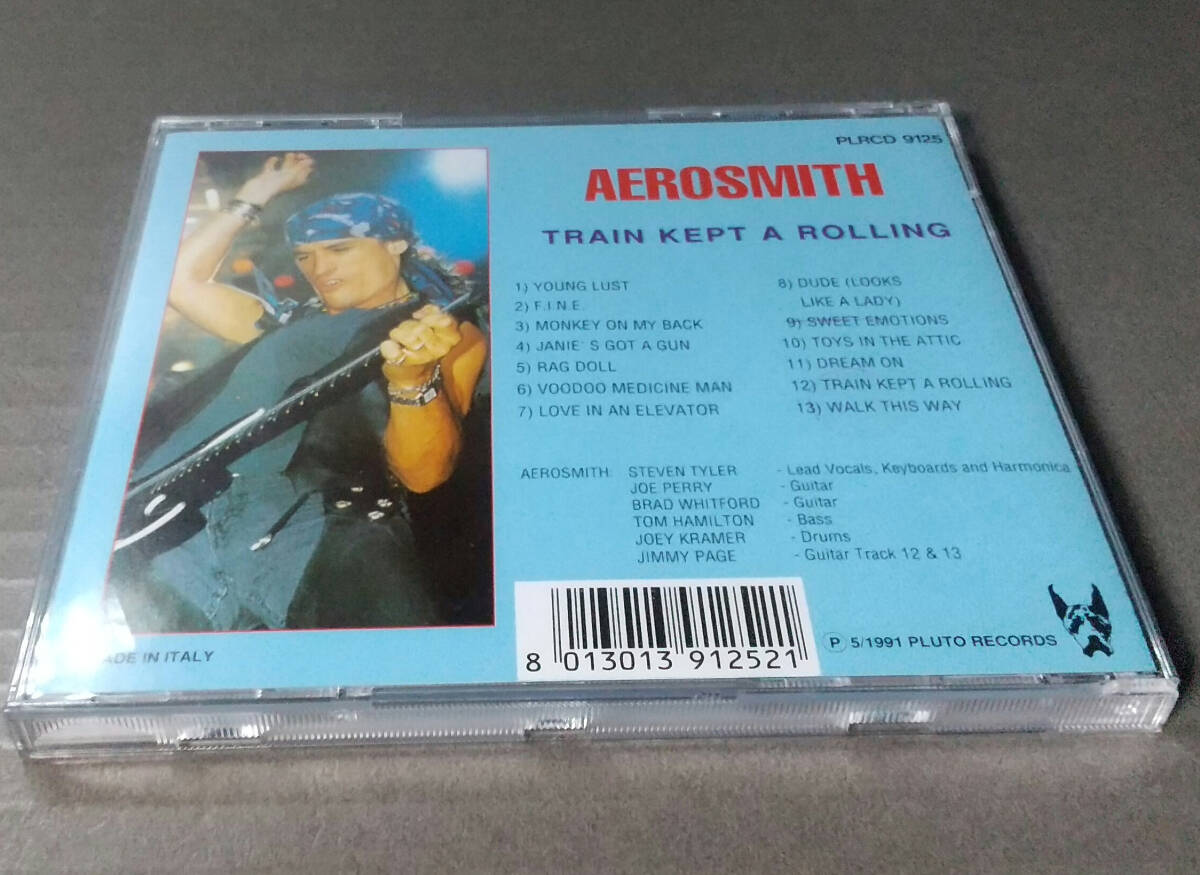 PLRCD 9125
AEROSMITH
TRAIN KEPT A ROLLING
1) YOUNG LUST
2) F.I.N.E.
3) MONKEY ON MY BACK
4) JANIE´S GOT A GUN
5) RAG DOLL
6) VOODOO MEDICINE MAN
7) LOVE IN AN ELEVATOR
8) DUDE (LOOKS
LIKE A LADY)
9) SWEET EMOTIONS
10) TOYS IN THE ATTIC
11) DREAM ON
12) TRAIN KEPT A ROLLING
13) WALK THIS WAY
AEROSMITH: STEVEN TYLER - Lead Vocals, Keyboards and Harmonica
JOE PERRY - Guitar
BRAD WHITFORD - Guitar
TOM HAMILTON - Bass
JOEY KRAMER - Drums
JIMMY PAGE - Guitar Track 12 & 13
8 013013 912521
Ⓟ 5/1991 PLUTO RECORDS
ADE IN ITALY